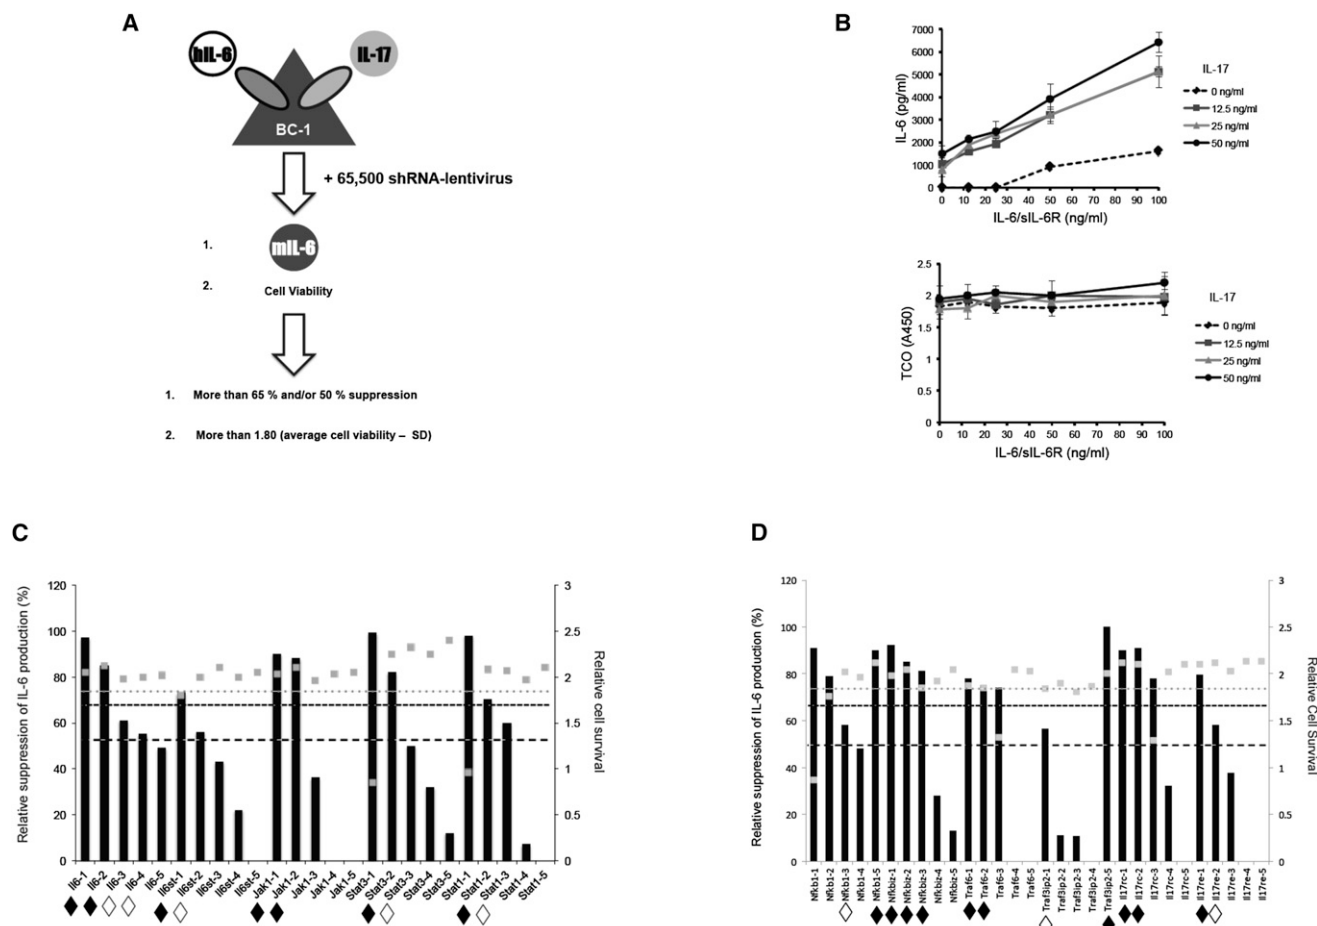 A
hIL-6
IL-17
BC-1
+ 65,500 shRNA-lentivirus
1.
mIL-6
2.
Cell Viability
1. More than 65 % and/or 50 % suppression
2. More than 1.80 (average cell viability – SD)
B
IL-6 (pg/ml)
7000
6000
5000
4000
3000
2000
1000
0
0 10 20 30 40 50 60 70 80 90 100
IL-6/sIL-6R (ng/ml)
IL-17
0 ng/ml
12.5 ng/ml
25 ng/ml
50 ng/ml
TCO (A450)
2.5
2
1.5
1
0.5
0
0 10 20 30 40 50 60 70 80 90 100
IL-6/sIL-6R (ng/ml)
IL-17
0 ng/ml
12.5 ng/ml
25 ng/ml
50 ng/ml
C
Relative suppression of IL-6 production (%)
120
100
80
60
40
20
0
3
2.5
2
1.5
1
0.5
0
Relative cell survival
Il6-1
Il6-2
Il6-3
Il6-4
Il6-5
Il6st-1
Il6st-2
Il6st-3
Il6st-4
Il6st-5
Jak1-1
Jak1-2
Jak1-3
Jak1-4
Jak1-5
Stat3-1
Stat3-2
Stat3-3
Stat3-4
Stat3-5
Stat1-1
Stat1-2
Stat1-3
Stat1-4
Stat1-5
D
Relative suppression of IL-6 production (%)
120
100
80
60
40
20
0
3
2.5
2
1.5
1
0.5
0
Relative Cell Survival
Nfkb1-1
Nfkb1-2
Nfkb1-3
Nfkb1-4
Nfkb1-5
Nfkbiz-1
Nfkbiz-2
Nfkbiz-3
Nfkbiz-4
Nfkbiz-5
Traf6-1
Traf6-2
Traf6-3
Traf6-4
Traf6-5
Traf3ip2-1
Traf3ip2-2
Traf3ip2-3
Traf3ip2-4
Traf3ip2-5
Il17rc-1
Il17rc-2
Il17rc-3
Il17rc-4
Il17rc-5
Il17re-1
Il17re-2
Il17re-3
Il17re-4
Il17re-5